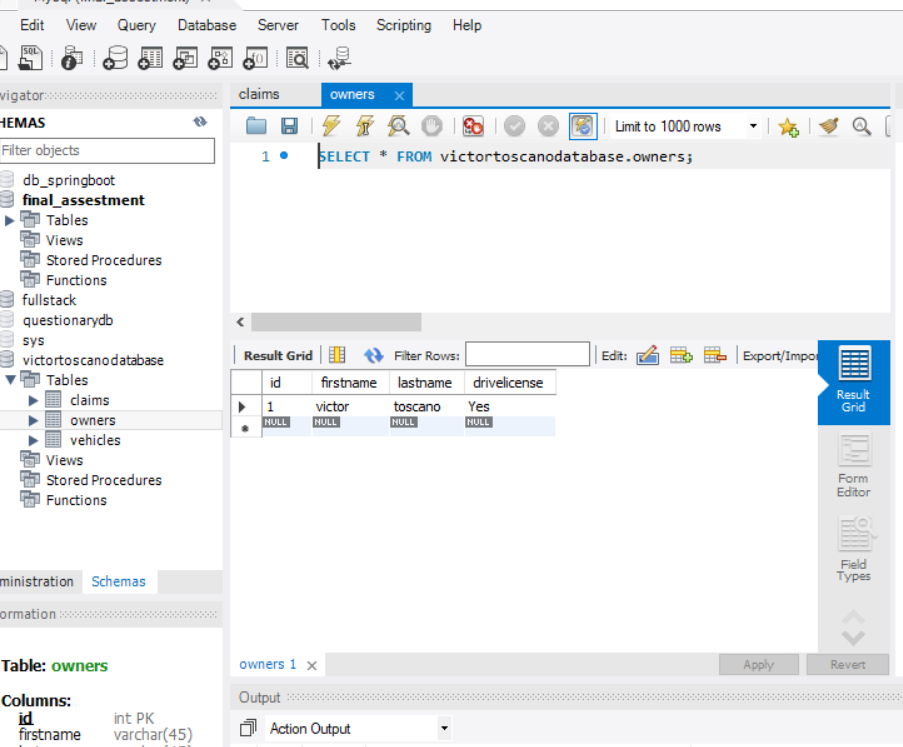 Edit View Query Database Server Tools Scripting Help
claims owners
HEMAS
Filter objects
Limit to 1000 rows
1 SELECT * FROM victortoscanodatabase.owners;
db_springboot
final_assestment
Tables
Views
Stored Procedures
Functions
fullstack
questionarydb
sys
victortoscanodatabase
Tables
claims
owners
vehicles
Views
Stored Procedures
Functions
Result Grid Filter Rows: Edit: Export/Impo
id firstname lastname drivelicense
1 victor toscano Yes
NULL NULL NULL NULL
Result
Grid
Form
Editor
Field
Types
ministration Schemas
ormation
owners 1 Apply Revert
Table: owners
Output
Columns:
id int PK
firstname varchar(45)
Action Output